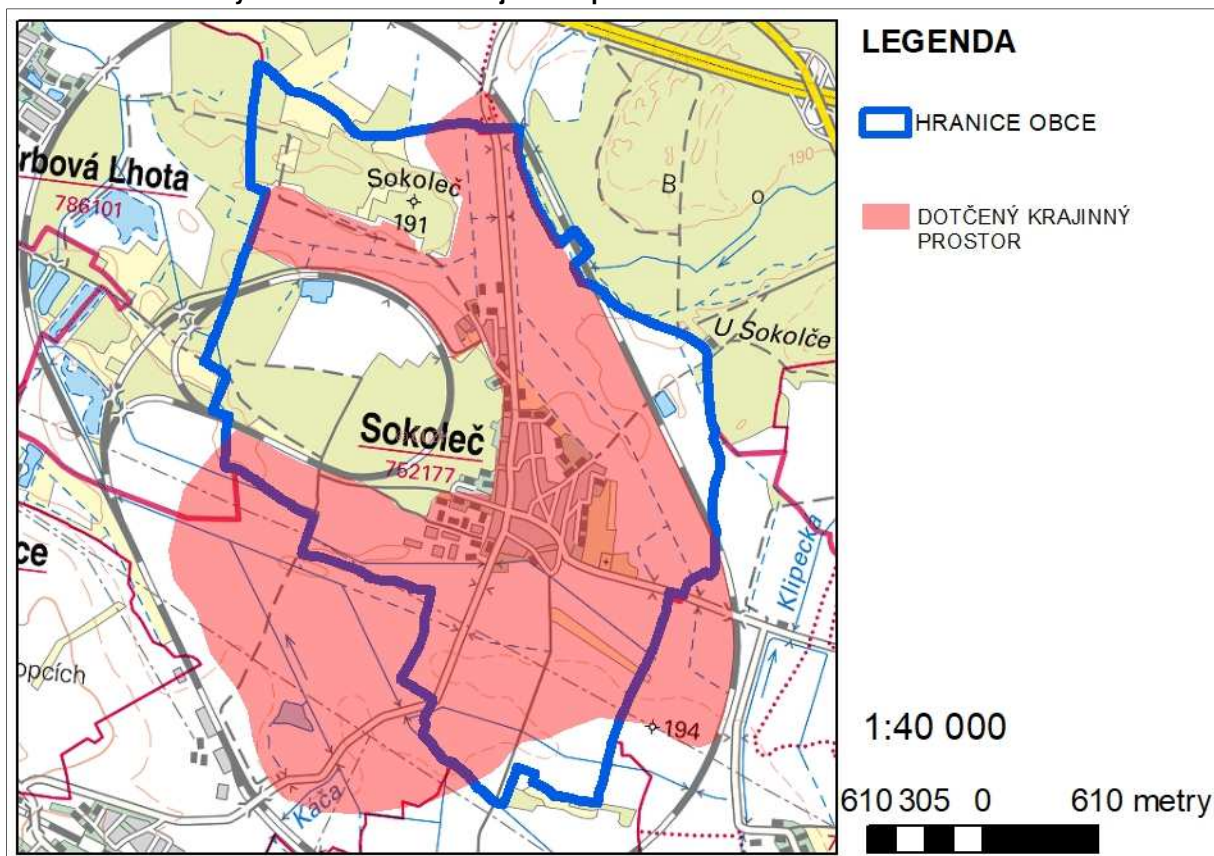 LEGENDA
HRANICE OBCE
DOTČENÝ KRAJINNÝ
PROSTOR
rbová Lhota
786101
Sokoleč
191
B
o
190
U Sokolče
Sokoleč
752177
ce
Klipecka
opcích
194
Káča
1:40 000
610 305 0 610 metry